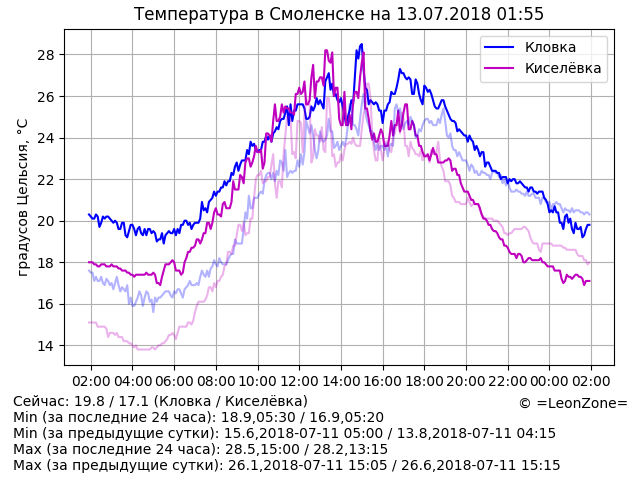 Температура в Смоленске на 13.07.2018 01:55
Кловка
Киселёвка
градусов Цельсия, °C
28
26
24
22
20
18
16
14
02:00 04:00 06:00 08:00 10:00 12:00 14:00 16:00 18:00 20:00 22:00 00:00 02:00
Сейчас: 19.8 / 17.1 (Кловка / Киселёвка)
© =LeonZone=
Min (за последние 24 часа): 18.9,05:30 / 16.9,05:20
Min (за предыдущие сутки): 15.6,2018-07-11 05:00 / 13.8,2018-07-11 04:15
Max (за последние 24 часа): 28.5,15:00 / 28.2,13:15
Max (за предыдущие сутки): 26.1,2018-07-11 15:05 / 26.6,2018-07-11 15:15